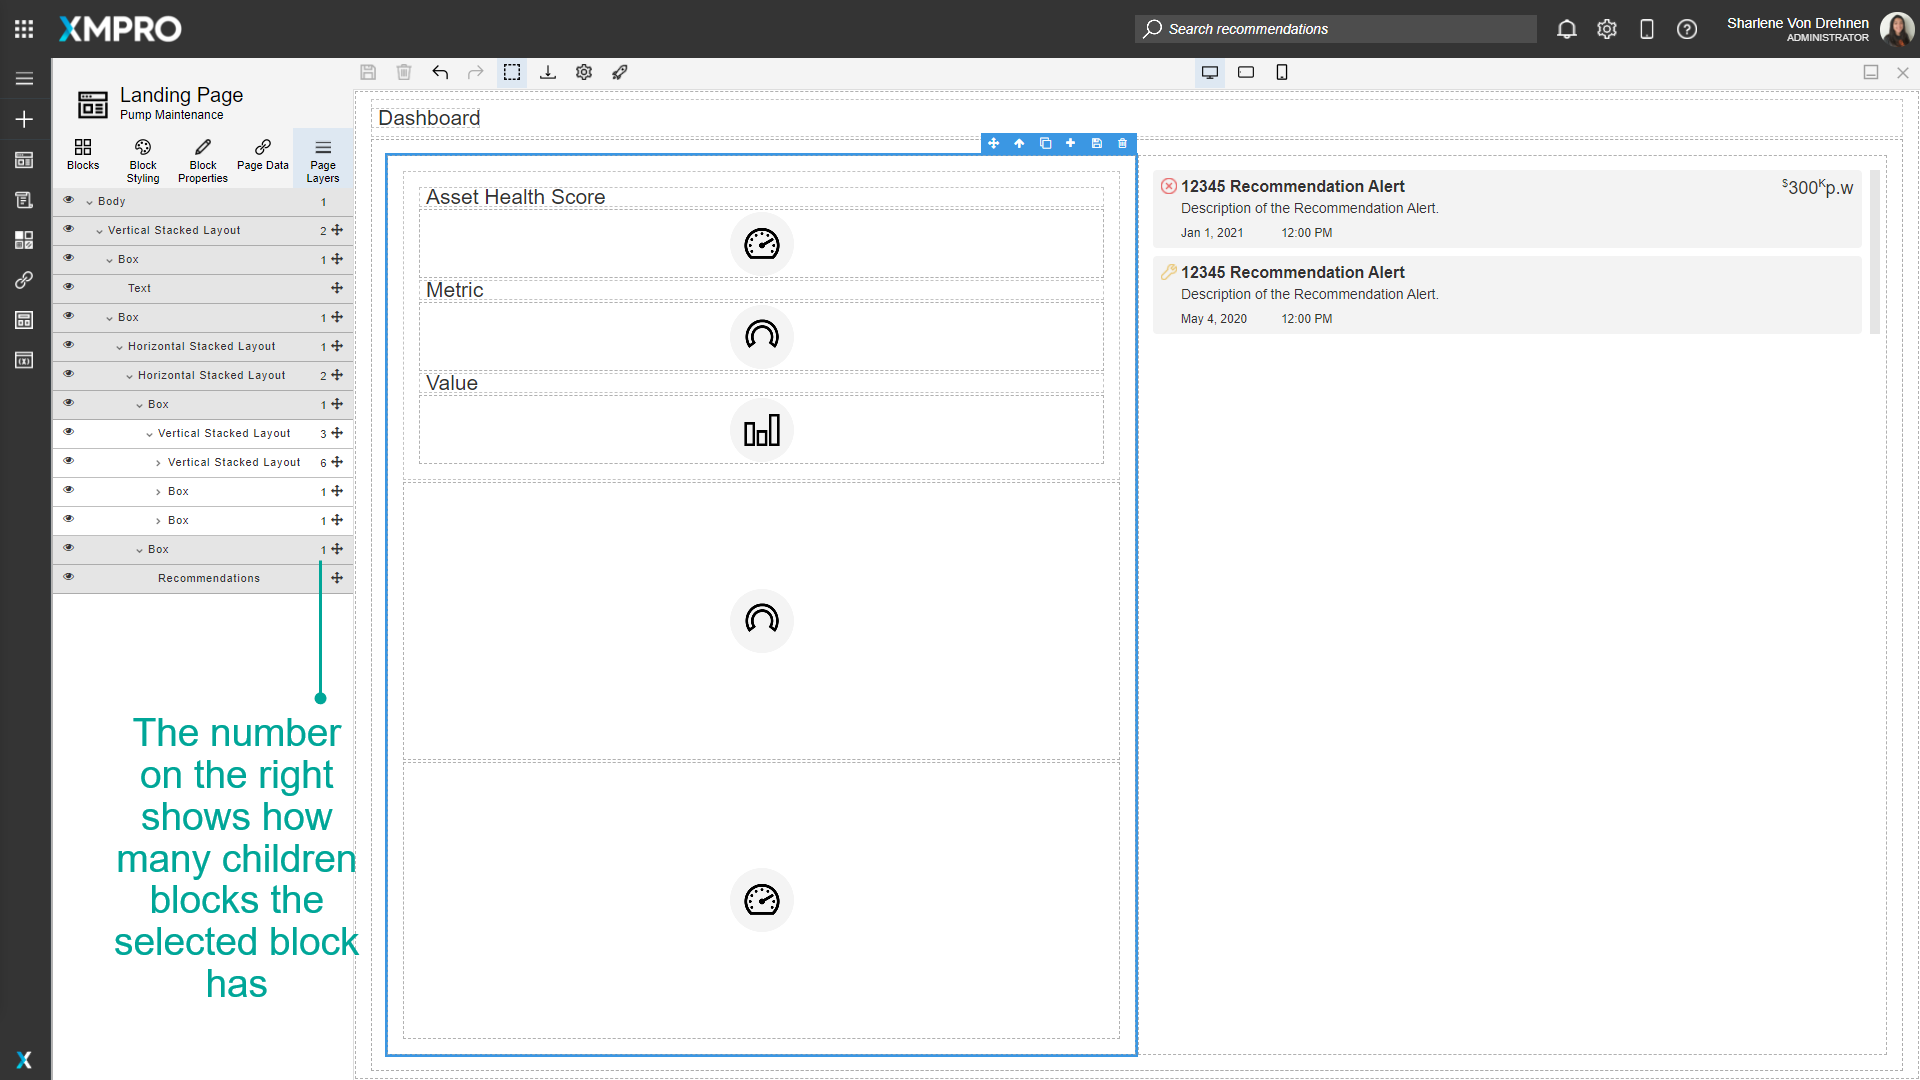 XMPRO
Search recommendations
Sharlene Von Drehnen
ADMINISTRATOR
Landing Page
Pump Maintenance
Blocks
Block Styling
Block Properties
Page Data
Page Layers
Body 1
Vertical Stacked Layout 2
Box 1
Text
Box 1
Horizontal Stacked Layout 1
Horizontal Stacked Layout 2
Box 1
Vertical Stacked Layout 3
Vertical Stacked Layout 6
Box 1
Box 1
Box 1
Recommendations
The number
on the right
shows how
many children
blocks the
selected block
has
Dashboard
Asset Health Score
Metric
Value
12345 Recommendation Alert
$300Kp.w
Description of the Recommendation Alert.
Jan 1, 2021 12:00 PM
12345 Recommendation Alert
Description of the Recommendation Alert.
May 4, 2020 12:00 PM
X